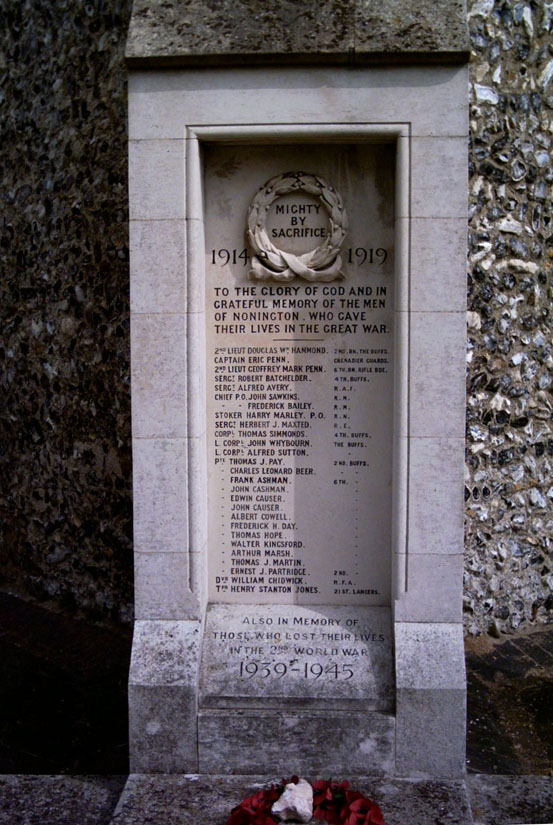 MIGHTY
BY
SACRIFICE
1914 1919
TO THE GLORY OF GOD AND IN
GRATEFUL MEMORY OF THE MEN
OF NONINGTON, WHO GAVE
THEIR LIVES IN THE GREAT WAR.
2ND LIEUT DOUGLAS WM. HAMMOND. 2ND. BN. THE BUFFS.
CAPTAIN ERIC PENN. GRENADIER GUARDS.
2ND LIEUT GEOFFREY MARK PENN. 6TH. BN. RIFLE BDE.
SERGT. ROBERT BATCHELDER. 4TH. BUFFS.
SERGT. ALFRED AVERY. R.A.F.
CHIEF P.O. JOHN SAWKINS. R.N.
" " FREDERICK BAILEY. R.M.
STOKER HARRY MARLEY. P.O. R.N.
SERGT. HERBERT J. MAXTED. R.E.
CORPL. THOMAS SIMMONDS. 4TH. BUFFS.
L. CORPL. JOHN WHYBOURN. THE BUFFS.
L. CORPL. ALFRED SUTTON. "
PTE THOMAS J. PAY. 2ND. BUFFS.
" CHARLES LEONARD BEER. "
" FRANK ASHMAN. 6TH. "
" JOHN CASHMAN. "
" EDWIN CAUSER. "
" JOHN CAUSER. "
" ALBERT COWELL. "
" FREDERICK H. DAY. "
" THOMAS HOPE. "
" WALTER KINGSFORD. "
" ARTHUR MARSH. "
" THOMAS J. MARTIN. "
" ERNEST J. PARTRIDGE. 2ND. "
DVR WILLIAM CHIDWICK. R.F.A.
TPR HENRY STANTON JONES. 21ST. LANCERS.
ALSO IN MEMORY OF
THOSE WHO LOST THEIR LIVES
IN THE 2ND WORLD WAR
1939-1945